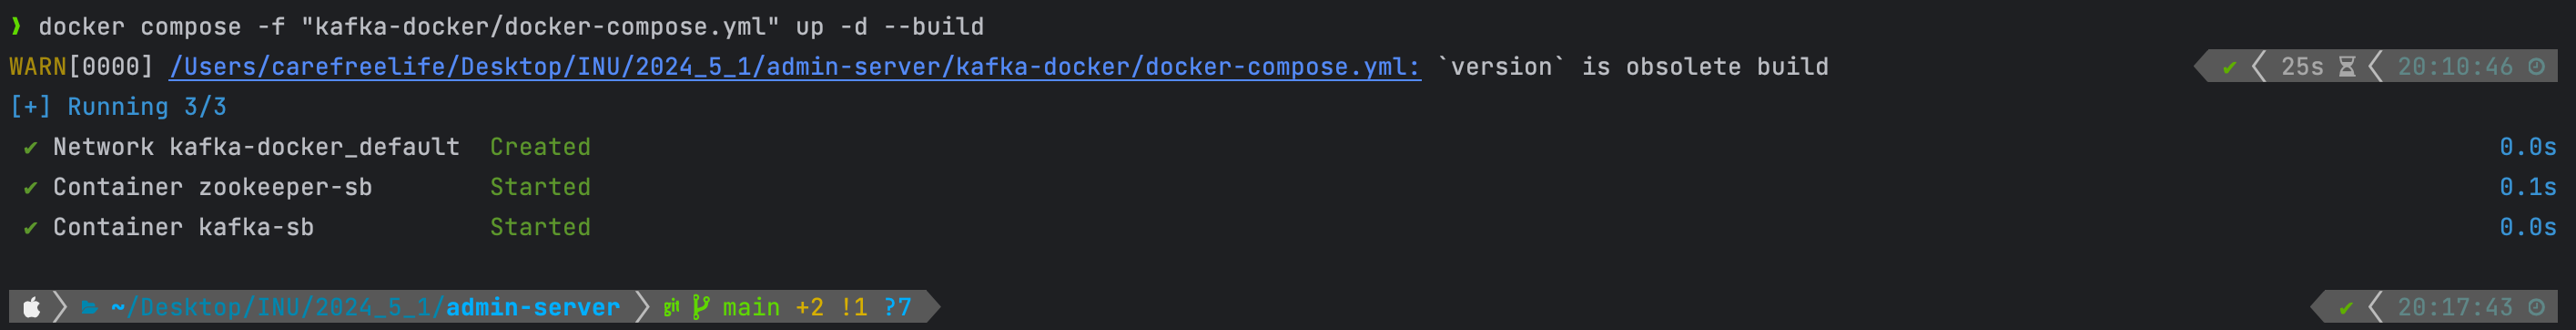 ❯ docker compose -f "kafka-docker/docker-compose.yml" up -d --build
WARN[0000] /Users/carefreelife/Desktop/INU/2024_5_1/admin-server/kafka-docker/docker-compose.yml: `version` is obsolete build ✔ 25s 20:10:46
[+] Running 3/3
✔ Network kafka-docker_default Created 0.0s
✔ Container zookeeper-sb Started 0.1s
✔ Container kafka-sb Started 0.0s
~/Desktop/INU/2024_5_1/admin-server git main +2 !1 ?7 ✔ 20:17:43